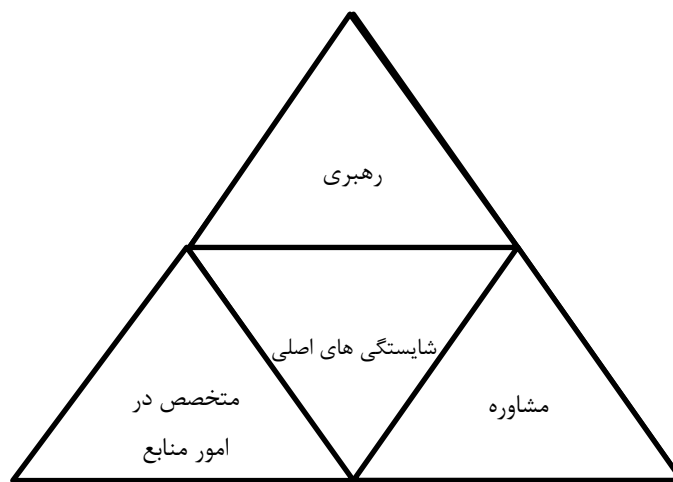 رهبری
شایستگی های اصلی
مشاوره
متخصص در
امور منابع